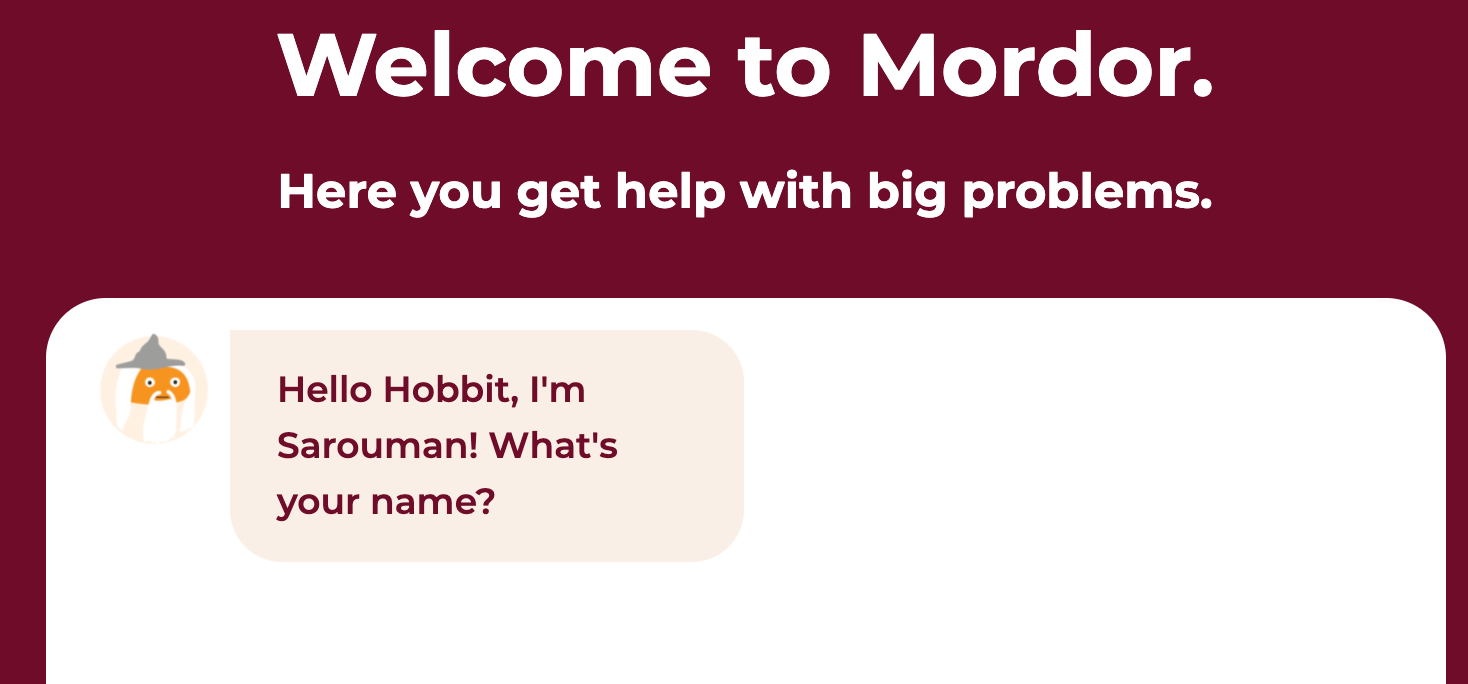 Welcome to Mordor.
Here you get help with big problems.
Hello Hobbit, I'm
Sarouman! What's
your name?